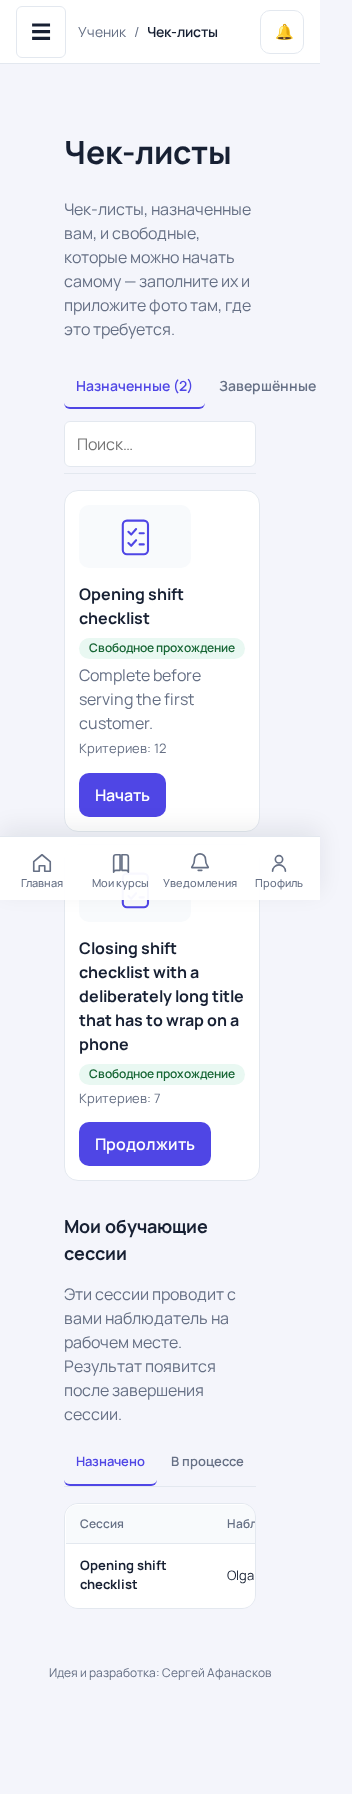 Ученик / Чек-листы
Чек-листы
Чек-листы, назначенные
вам, и свободные,
которые можно начать
самому — заполните их и
приложите фото там, где
это требуется.
Назначенные (2) Завершённые
Поиск...
Opening shift
checklist
Свободное прохождение
Complete before
serving the first
customer.
Критериев: 12
Начать
Главная Мои курсы Уведомления Профиль
Closing shift
checklist with a
deliberately long title
that has to wrap on a
phone
Свободное прохождение
Критериев: 7
Продолжить
Мои обучающие
сессии
Эти сессии проводит с
вами наблюдатель на
рабочем месте.
Результат появится
после завершения
сессии.
Назначено В процессе
Сессия Набл
Opening shift
checklist
Olga
Идея и разработка: Сергей Афанасков